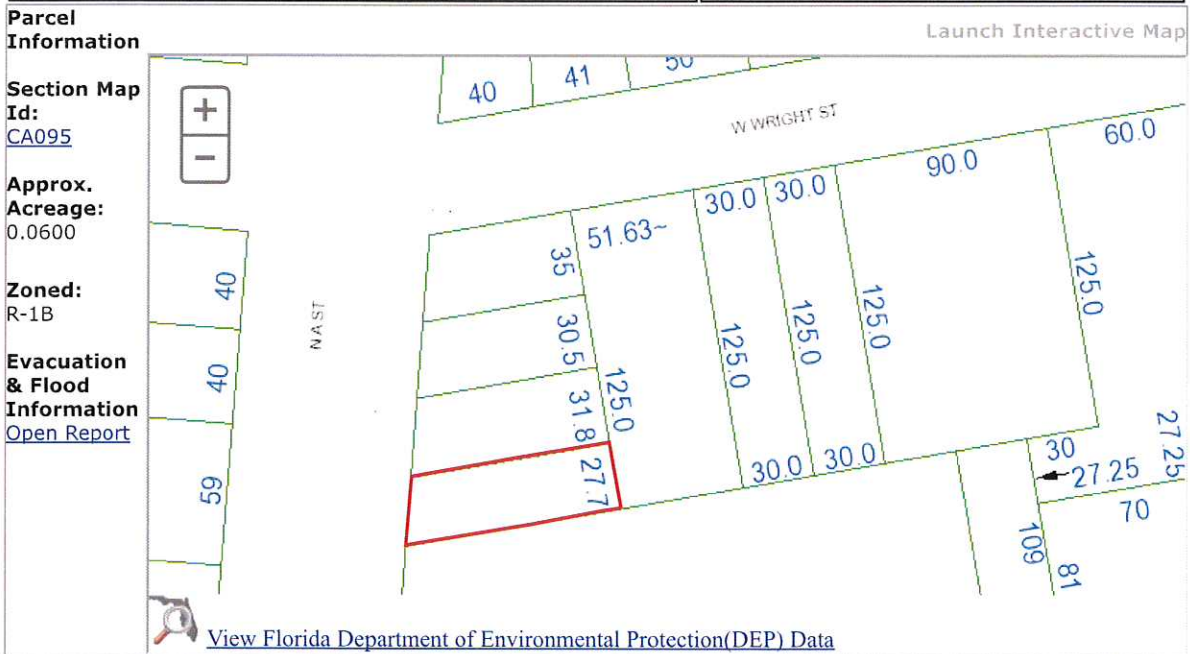 Parcel
Information
Launch Interactive Map
Section Map
Id:
CA095
Approx.
Acreage:
0.0600
Zoned:
R-1B
Evacuation
& Flood
Information
Open Report
+
−
40
41
50
W WRIGHT ST
60.0
90.0
30.0
30.0
51.63~
35
40
N A ST
30.5
125.0
125.0
125.0
125.0
125.0
40
31.8
27.7
59
30.0
30.0
30
27.25
27.25
70
109
81
View Florida Department of Environmental Protection(DEP) Data